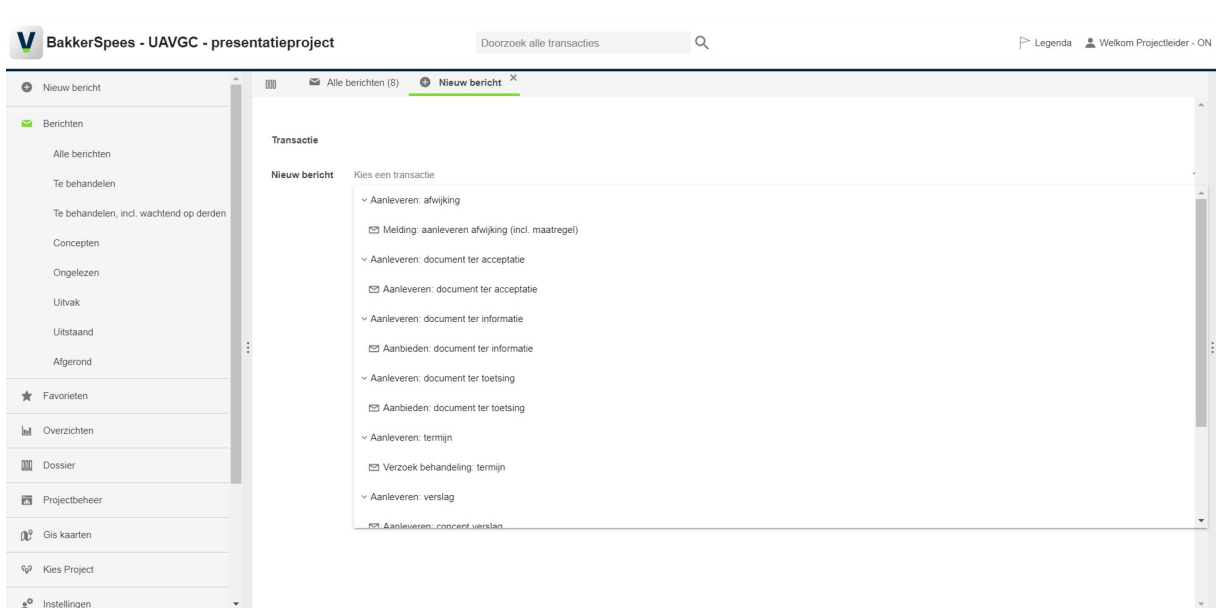 BakkerSpees - UAVGC - presentatieproject
Doorzoek alle transacties
Legenda
Welkom Projectleider - ON
Nieuw bericht
Berichten
Alle berichten
Te behandelen
Te behandelen, incl. wachtend op derden
Concepten
Ongelezen
Uitvak
Uitstaand
Afgerond
Favorieten
Overzichten
Dossier
Projectbeheer
Gis kaarten
Kies Project
Instellingen
Alle berichten (8)
Nieuw bericht
Transactie
Nieuw bericht
Kies een transactie
Aanleveren: afwijking
Melding: aanleveren afwijking (incl. maatregel)
Aanleveren: document ter acceptatie
Aanleveren: document ter acceptatie
Aanleveren: document ter informatie
Aanbieden: document ter informatie
Aanleveren: document ter toetsing
Aanbieden: document ter toetsing
Aanleveren: termijn
Verzoek behandeling: termijn
Aanleveren: verslag
Aanleveren: concept verslag